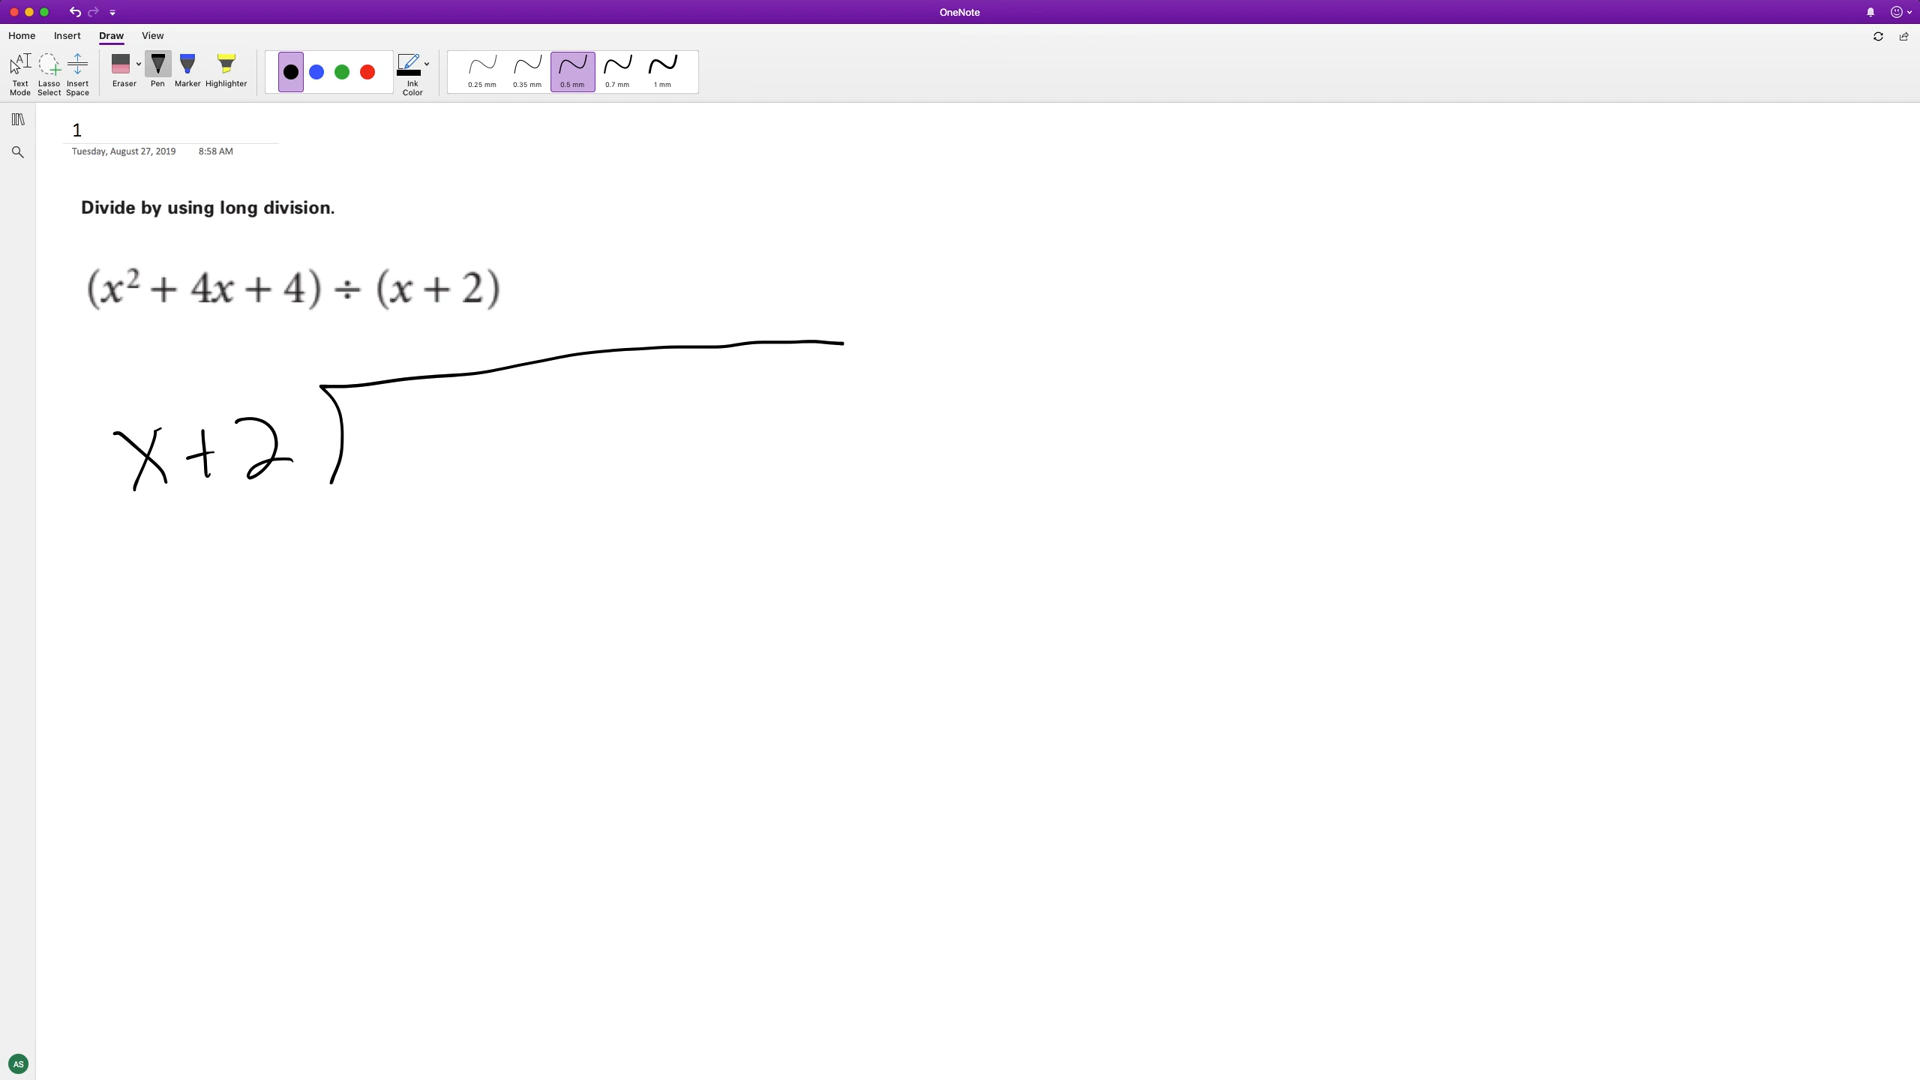 OneNote
Home Insert Draw View
Text Mode Lasso Select Insert Space Eraser Pen Marker Highlighter Ink Color 0.25 mm 0.35 mm 0.5 mm 0.7 mm 1 mm
1
Tuesday, August 27, 2019 8:58 AM
Divide by using long division.
(x² + 4x + 4) ÷ (x + 2)
x+2
AS